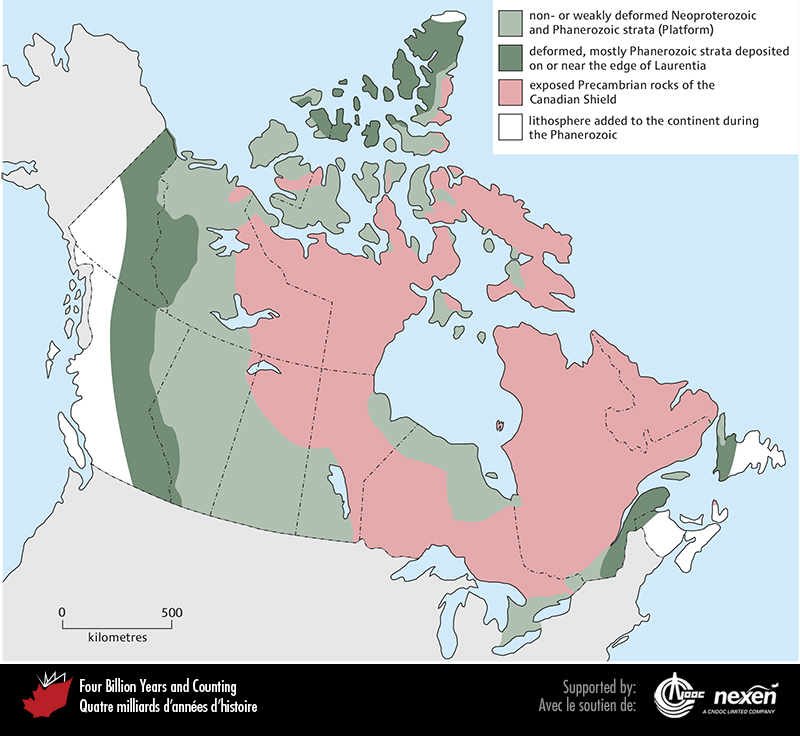 non- or weakly deformed Neoproterozoic
and Phanerozoic strata (Platform)
deformed, mostly Phanerozoic strata deposited
on or near the edge of Laurentia
exposed Precambrian rocks of the
Canadian Shield
lithosphere added to the continent during
the Phanerozoic
0 500
kilometres
Four Billion Years and Counting
Quatre milliards d'années d'histoire
Supported by:
Avec le soutien de:
CNOOC
nexen
A CNOOC LIMITED COMPANY